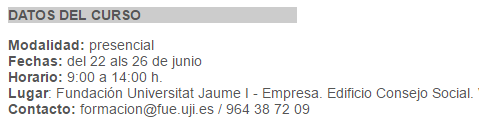 DATOS DEL CURSO
Modalidad: presencial
Fechas: del 22 als 26 de junio
Horario: 9:00 a 14:00 h.
Lugar: Fundación Universitat Jaume I - Empresa. Edificio Consejo Social.
Contacto: formacion@fue.uji.es / 964 38 72 09